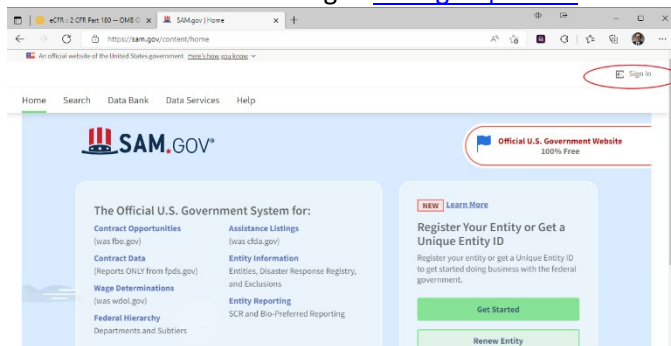 eCFR :: 2 CFR Part 180 -- OMB G
SAM.gov | Home
https://sam.gov/content/home
An official website of the United States government Here's how you know
Sign In
Home Search Data Bank Data Services Help
SAM.GOV®
Official U.S. Government Website
100% Free
The Official U.S. Government System for:
Contract Opportunities
(was fbo.gov)
Contract Data
(Reports ONLY from fpds.gov)
Wage Determinations
(was wdol.gov)
Federal Hierarchy
Departments and Subtiers
Assistance Listings
(was cfda.gov)
Entity Information
Entities, Disaster Response Registry,
and Exclusions
Entity Reporting
SCR and Bio-Preferred Reporting
NEW Learn More
Register Your Entity or Get a
Unique Entity ID
Register your entity or get a Unique Entity ID
to get started doing business with the federal
government.
Get Started
Renew Entity